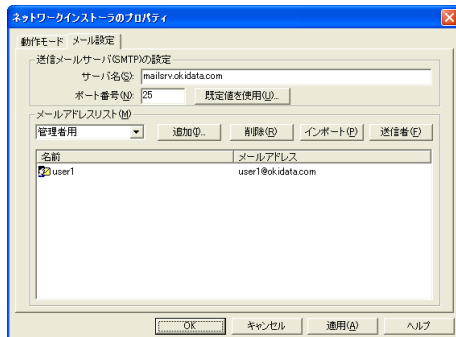 ネットワークインストーラのプロパティ
動作モード メール設定
送信メールサーバ(SMTP)の設定
サーバ名(S): mailsrv.okidata.com
ポート番号(N): 25 既定値を使用(U)...
メールアドレスリスト(M)
管理者用 追加(I)... 削除(R) インポート(P) 送信者(F)
名前 メールアドレス
user1 user1@okidata.com
OK キャンセル 適用(A) ヘルプ